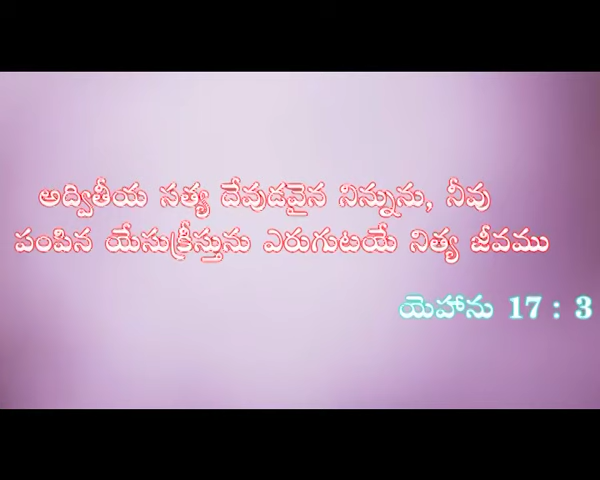 అద్వితీయ సత్య దేవుడవైన నిన్నును, నీవు
పంపిన యేసుక్రీస్తును ఎరుగుటయే నిత్య జీవము
యెహాను 17 : 3